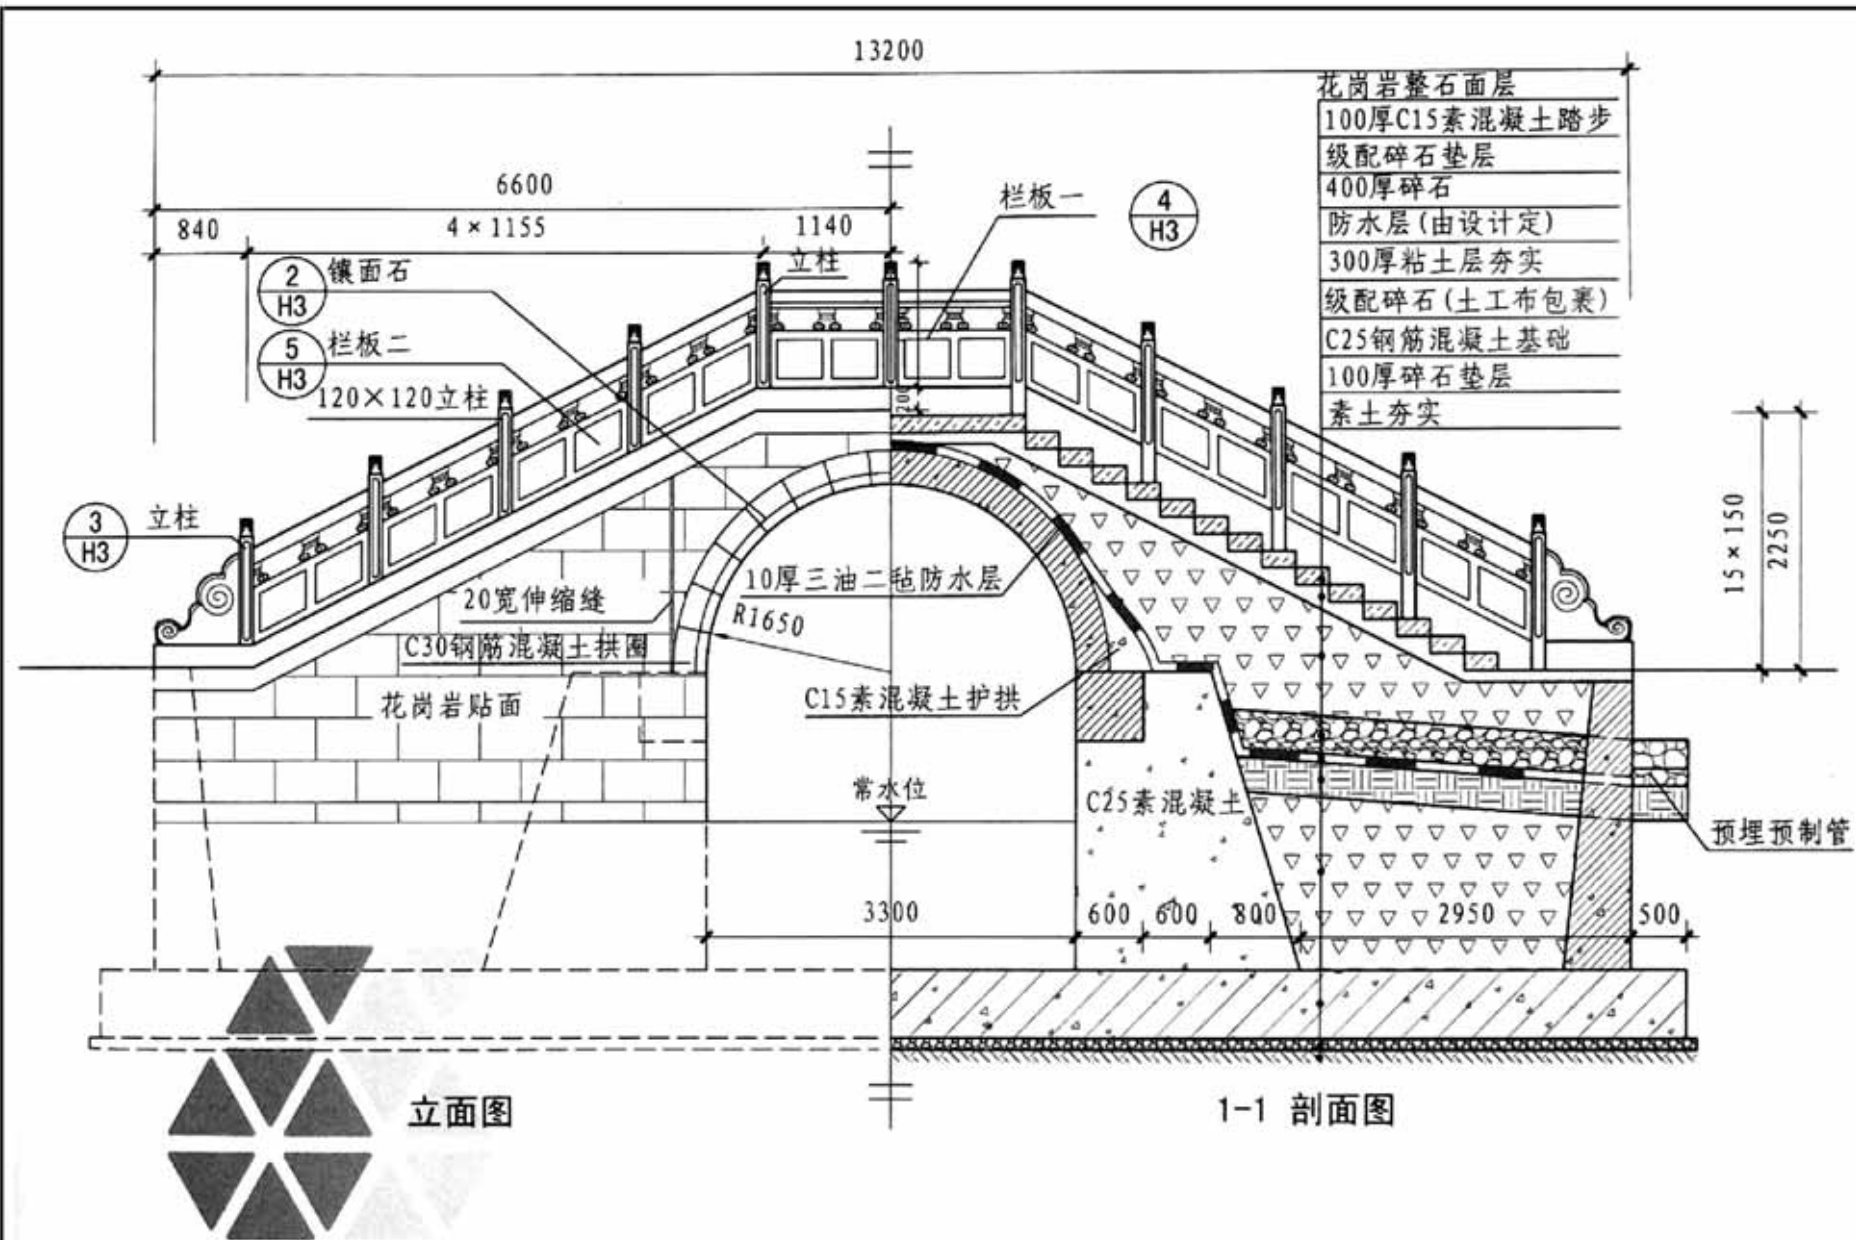 13200
花岗岩整石面层
100厚C15素混凝土踏步
级配碎石垫层
400厚碎石
防水层(由设计定)
300厚粘土层夯实
级配碎石(土工布包裹)
C25钢筋混凝土基础
100厚碎石垫层
素土夯实
6600
840
4×1155
1140
栏板一
4
H3
立柱
2
H3
镶面石
5
H3
栏板二
120×120立柱
200
3
H3
立柱
15×150
2250
20宽伸缩缝
10厚三油二毡防水层
R1650
C30钢筋混凝土拱圈
花岗岩贴面
C15素混凝土护拱
常水位
C25素混凝土
预埋预制管
3300
600
600
800
2950
500
立面图
1-1 剖面图